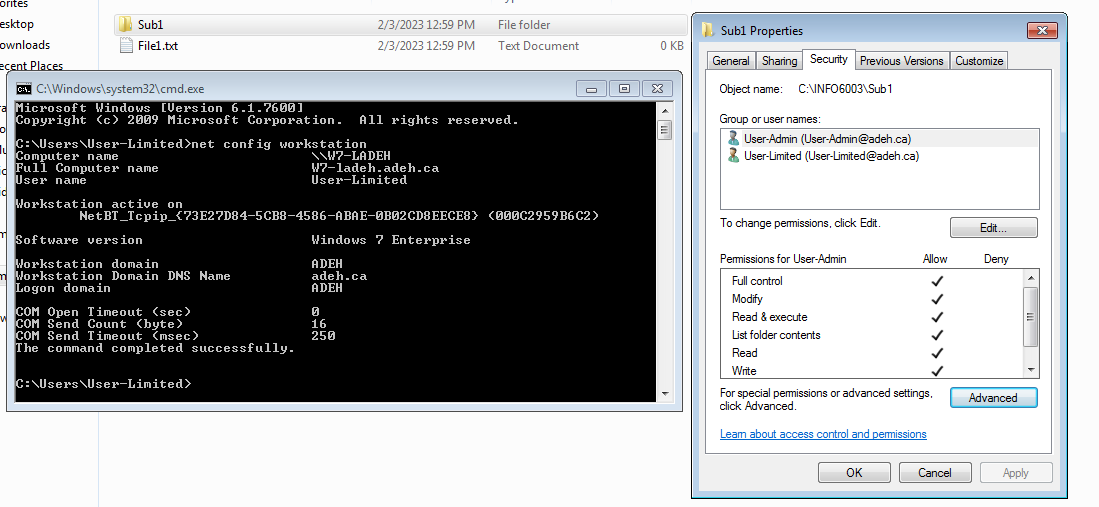 esktop
ownloads
ecent Places
Sub1 2/3/2023 12:59 PM File folder
File1.txt 2/3/2023 12:59 PM Text Document 0 KB
C:\Windows\system32\cmd.exe
Microsoft Windows [Version 6.1.7600]
Copyright (c) 2009 Microsoft Corporation. All rights reserved.
C:\Users\User-Limited>net config workstation
Computer name \\W7-LADEH
Full Computer name W7-ladeh.adeh.ca
User name User-Limited
Workstation active on
NetBT_Tcpip_{73E27D84-5CB8-4586-ABAE-0B02CD8EECE8} (000C2959B6C2)
Software version Windows 7 Enterprise
Workstation domain ADEH
Workstation Domain DNS Name adeh.ca
Logon domain ADEH
COM Open Timeout (sec) 0
COM Send Count (byte) 16
COM Send Timeout (msec) 250
The command completed successfully.
C:\Users\User-Limited>
Sub1 Properties
General Sharing Security Previous Versions Customize
Object name: C:\INFO6003\Sub1
Group or user names:
User-Admin (User-Admin@adeh.ca)
User-Limited (User-Limited@adeh.ca)
To change permissions, click Edit.
Edit...
Permissions for User-Admin Allow Deny
Full control
Modify
Read & execute
List folder contents
Read
Write
For special permissions or advanced settings,
click Advanced.
Advanced
Learn about access control and permissions
OK Cancel Apply